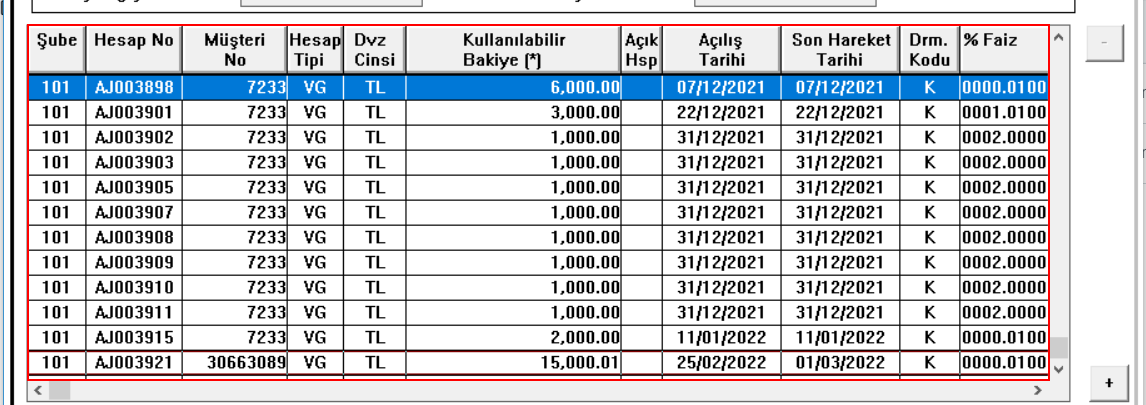 Şube Hesap No Müşteri No Hesap Tipi Dvz Cinsi Kullanılabilir Bakiye (*) Açık Hsp Açılış Tarihi Son Hareket Tarihi Drm. Kodu % Faiz
101 AJ003898 7233 VG TL 6,000.00 07/12/2021 07/12/2021 K 0000.0100
101 AJ003901 7233 VG TL 3,000.00 22/12/2021 22/12/2021 K 0001.0100
101 AJ003902 7233 VG TL 1,000.00 31/12/2021 31/12/2021 K 0002.0000
101 AJ003903 7233 VG TL 1,000.00 31/12/2021 31/12/2021 K 0002.0000
101 AJ003905 7233 VG TL 1,000.00 31/12/2021 31/12/2021 K 0002.0000
101 AJ003907 7233 VG TL 1,000.00 31/12/2021 31/12/2021 K 0002.0000
101 AJ003908 7233 VG TL 1,000.00 31/12/2021 31/12/2021 K 0002.0000
101 AJ003909 7233 VG TL 1,000.00 31/12/2021 31/12/2021 K 0002.0000
101 AJ003910 7233 VG TL 1,000.00 31/12/2021 31/12/2021 K 0002.0000
101 AJ003911 7233 VG TL 1,000.00 31/12/2021 31/12/2021 K 0002.0000
101 AJ003915 7233 VG TL 2,000.00 11/01/2022 11/01/2022 K 0000.0100
101 AJ003921 30663089 VG TL 15,000.01 25/02/2022 01/03/2022 K 0000.0100
-
+